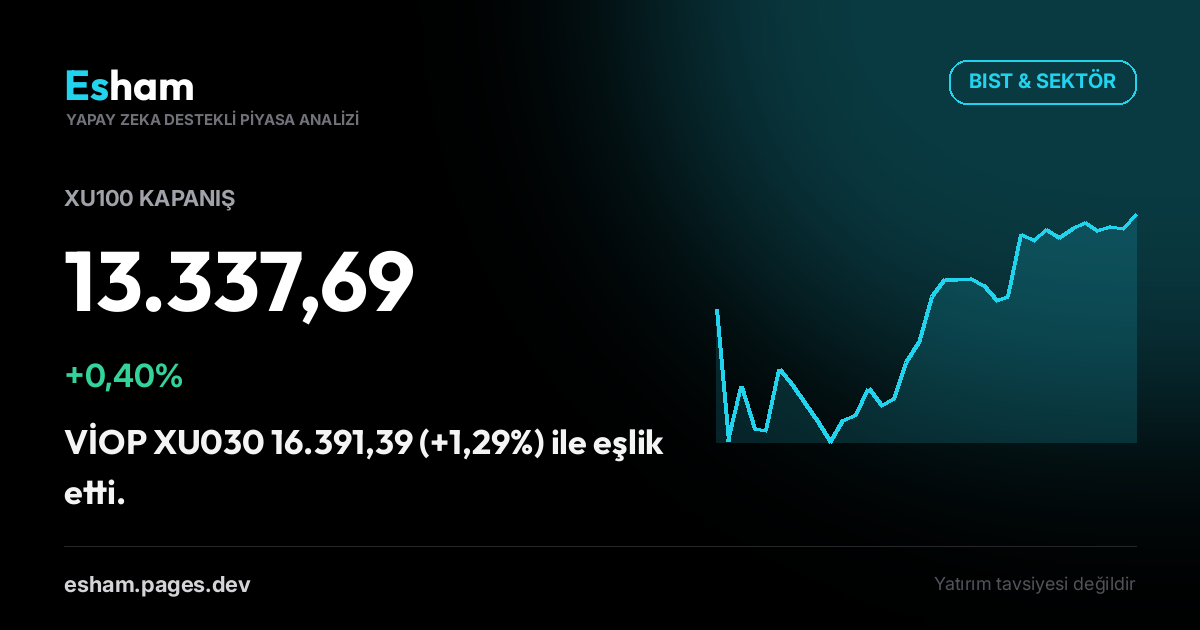 Esham
YAPAY ZEKA DESTEKLİ PİYASA ANALİZİ
BIST & SEKTÖR
XU100 KAPANIŞ
13.337,69
+0,40%
VİOP XU030 16.391,39 (+1,29%) ile eşlik
etti.
esham.pages.dev
Yatırım tavsiyesi değildir